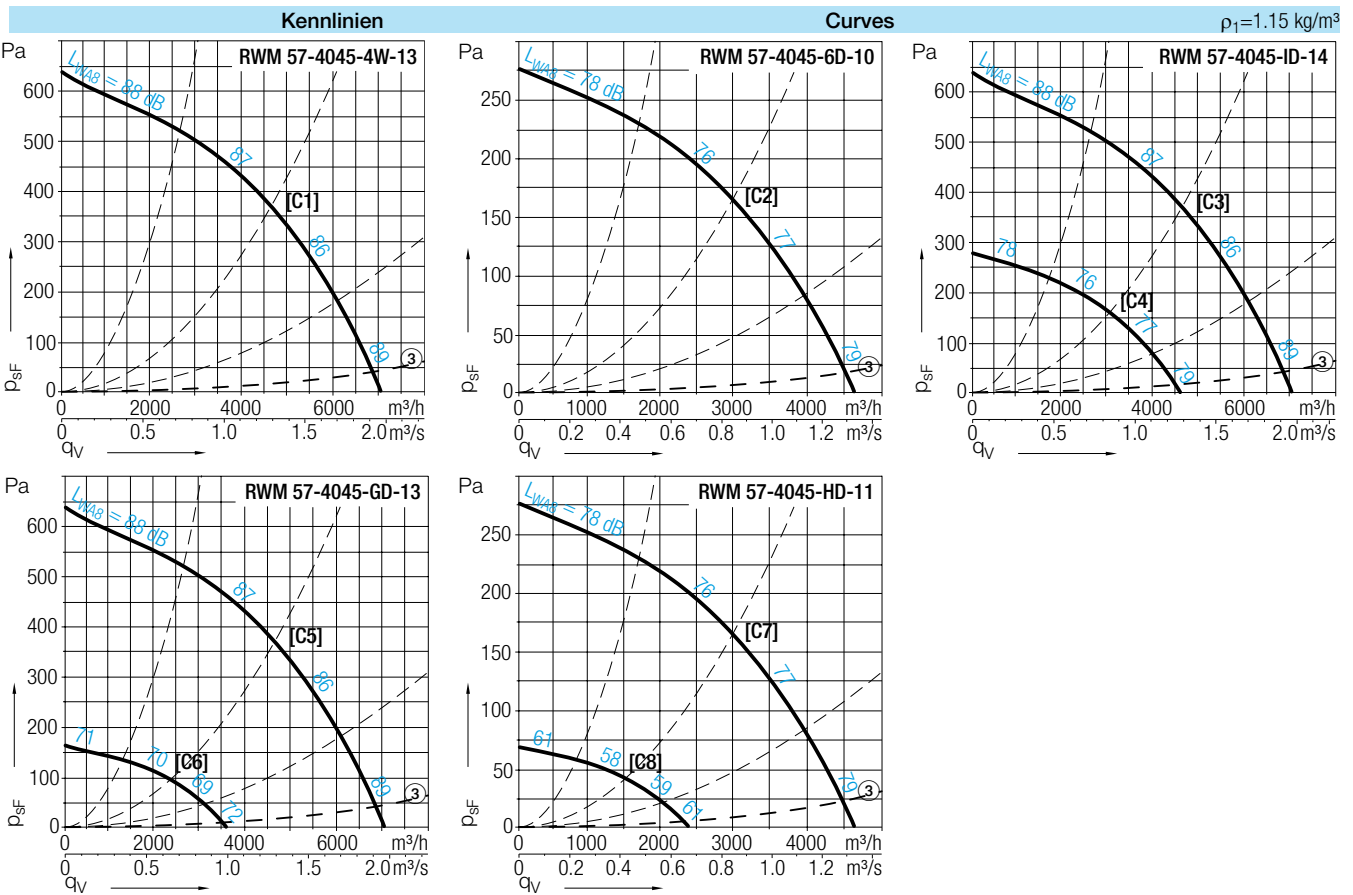 Kennlinien Curves ρ1=1.15 kg/m³
Pa
RWM 57-4045-4W-13
LWA8 = 88 dB
600
500
87
400
[C1]
300
86
200
100
89
3
psF
0
0 2000 4000 6000 m³/h
0 0.5 1.0 1.5 2.0 m³/s
qV
Pa
RWM 57-4045-6D-10
LWA8 = 78 dB
250
200
76
[C2]
150
77
100
50
79
3
psF
0
0 1000 2000 3000 4000 m³/h
0 0.2 0.4 0.6 0.8 1.0 1.2 m³/s
qV
Pa
RWM 57-4045-ID-14
LWA8 = 88 dB
600
500
87
400
[C3]
300
78
86
76
200
[C4]
77
100
79
89
3
psF
0
0 2000 4000 6000 m³/h
0 0.5 1.0 1.5 2.0 m³/s
qV
Pa
RWM 57-4045-GD-13
LWA8 = 88 dB
600
500
87
400
[C5]
300
86
200
71
70
[C6]
100
69
72
89
3
psF
0
0 2000 4000 6000 m³/h
0 0.5 1.0 1.5 2.0 m³/s
qV
Pa
RWM 57-4045-HD-11
LWA8 = 78 dB
250
200
76
[C7]
150
77
100
61
58
[C8]
50
59
61
79
3
psF
0
0 1000 2000 3000 4000 m³/h
0 0.2 0.4 0.6 0.8 1.0 1.2 m³/s
qV